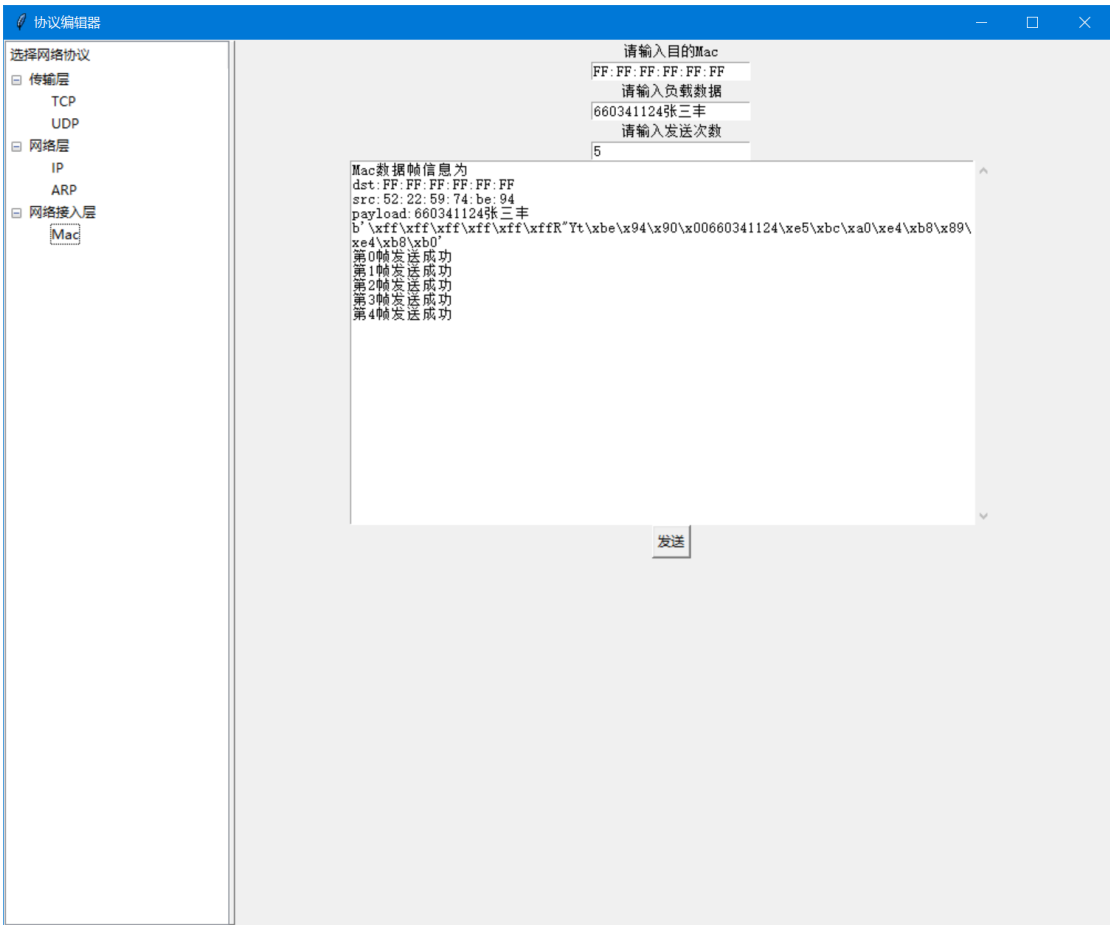 协议编辑器
选择网络协议
传输层
TCP
UDP
网络层
IP
ARP
网络接入层
Mac
请输入目的Mac
FF:FF:FF:FF:FF:FF
请输入负载数据
660341124张三丰
请输入发送次数
5
Mac数据帧信息为
dst:FF:FF:FF:FF:FF:FF
src:52:22:59:74:be:94
payload:660341124张三丰
b'\xff\xff\xff\xff\xff\xffR"Yt\xbe\x94\x90\x00660341124\xe5\xbc\xa0\xe4\xb8\x89\
xe4\xb8\xb0'
第0帧发送成功
第1帧发送成功
第2帧发送成功
第3帧发送成功
第4帧发送成功
发送